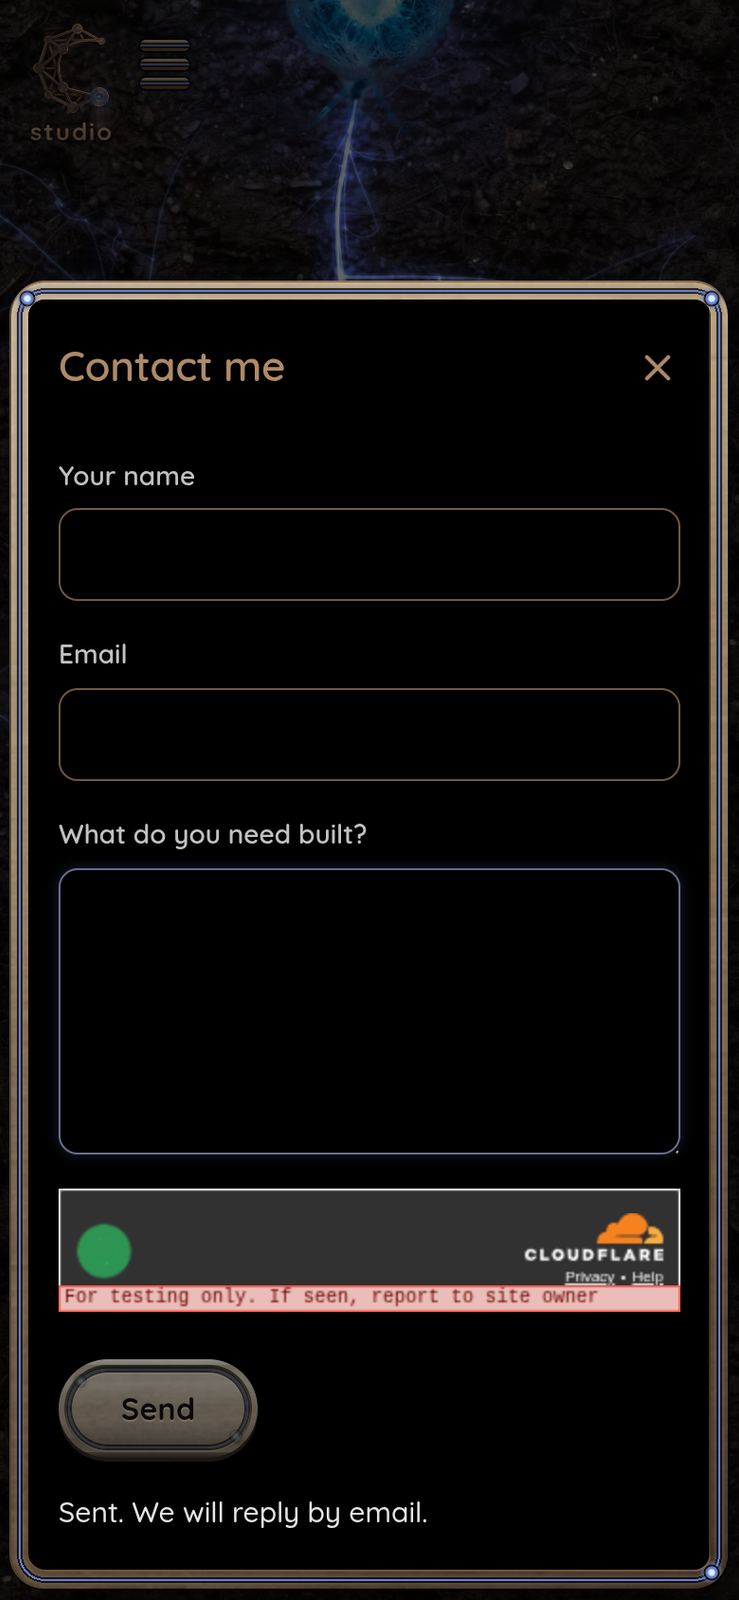 studio
Contact me
Your name
Email
What do you need built?
CLOUDFLARE
Privacy • Help
For testing only. If seen, report to site owner
Send
Sent. We will reply by email.